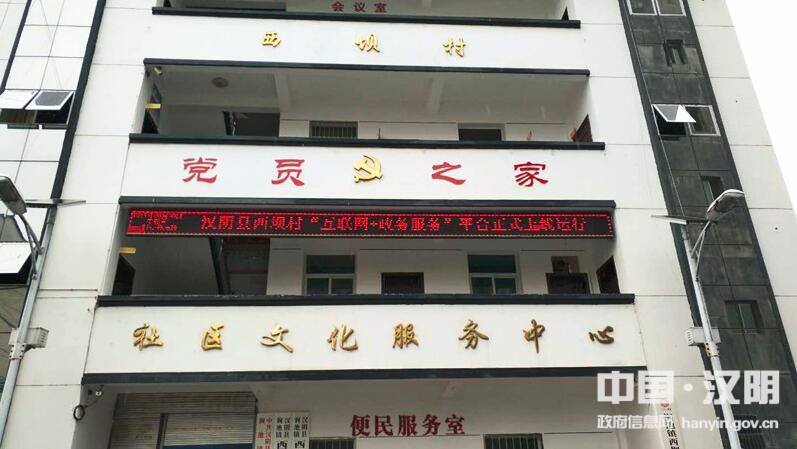 会议室
西坝村
党员之家
汉阴县西坝村“互联网+政务服务”平台正式上线运行
社区文化服务中心
便民服务室
中国·汉阴
政府信息网 hanyin.gov.cn